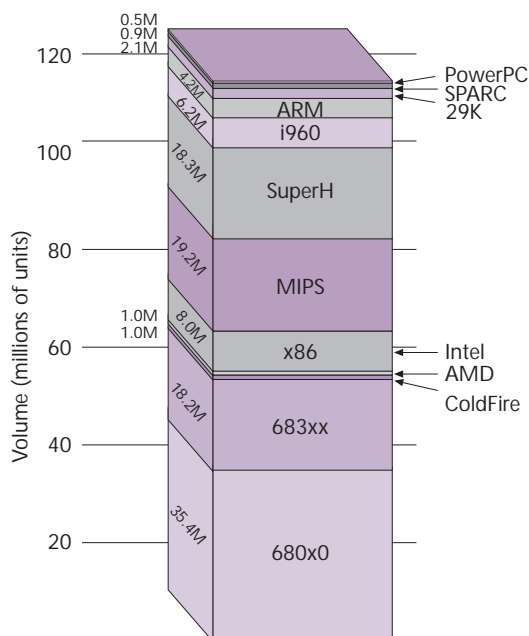 0.5M
0.9M
2.1M
120
PowerPC
SPARC
29K
4.2M
ARM
6.2M
i960
100
18.3M
SuperH
80
19.2M
MIPS
Volume (millions of units)
1.0M
1.0M
8.0M
x86
Intel
60
AMD
ColdFire
18.2M
683xx
40
35.4M
680x0
20